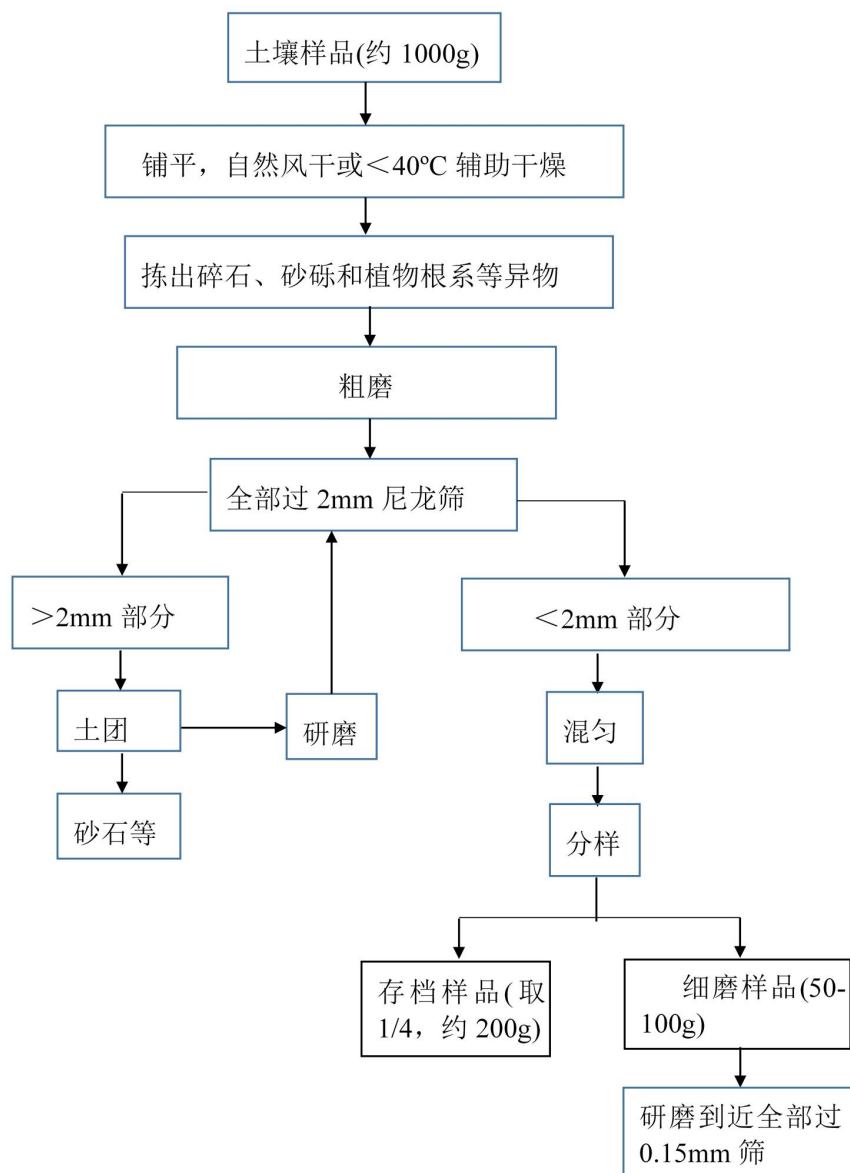 土壤样品(约 1000g)
铺平，自然风干或＜40ºC 辅助干燥
拣出碎石、砂砾和植物根系等异物
粗磨
全部过 2mm 尼龙筛
＞2mm 部分
＜2mm 部分
土团
研磨
混匀
砂石等
分样
存档样品(取
1/4，约 200g)
细磨样品(50-
100g)
研磨到近全部过
0.15mm 筛